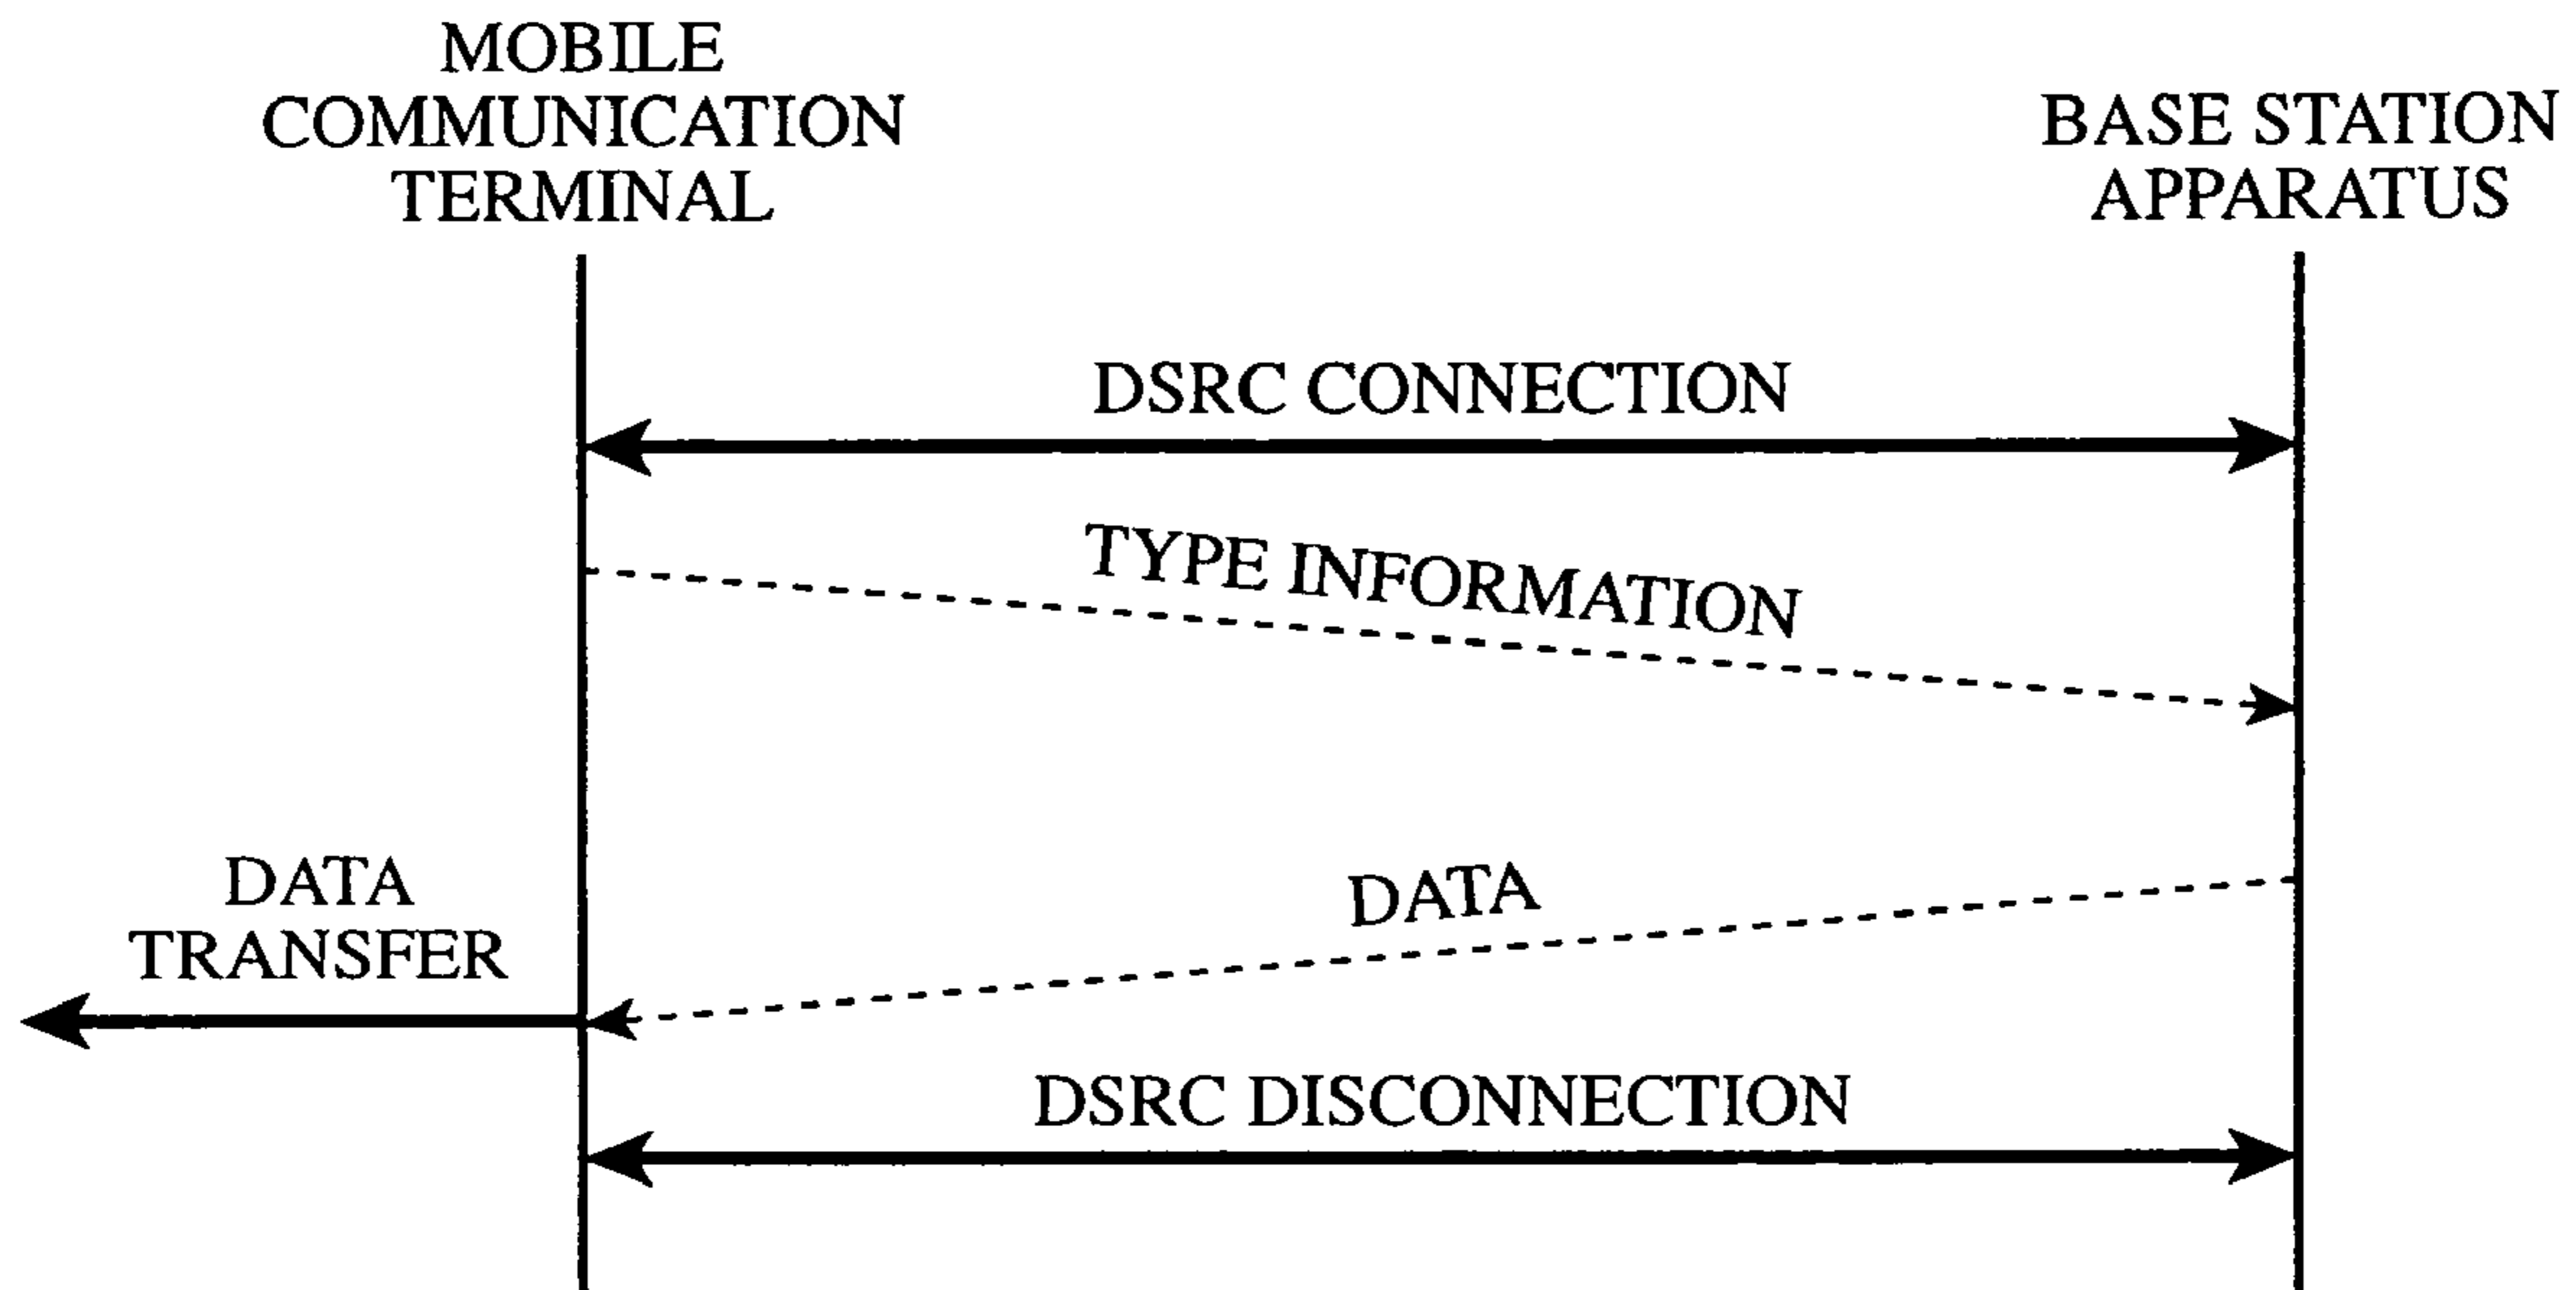 MOBILE
COMMUNICATION
TERMINAL
BASE STATION
APPARATUS
DSRC CONNECTION
TYPE INFORMATION
DATA
TRANSFER
DATA
DSRC DISCONNECTION